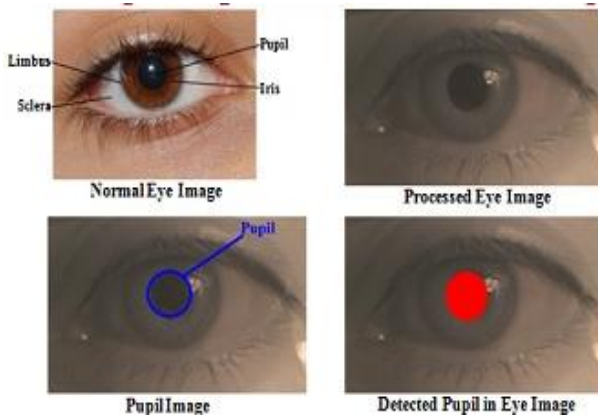 Pupil
Limbus
Iris
Sclera
Normal Eye Image
Processed Eye Image
Pupil
Pupil Image
Detected Pupil in Eye Image